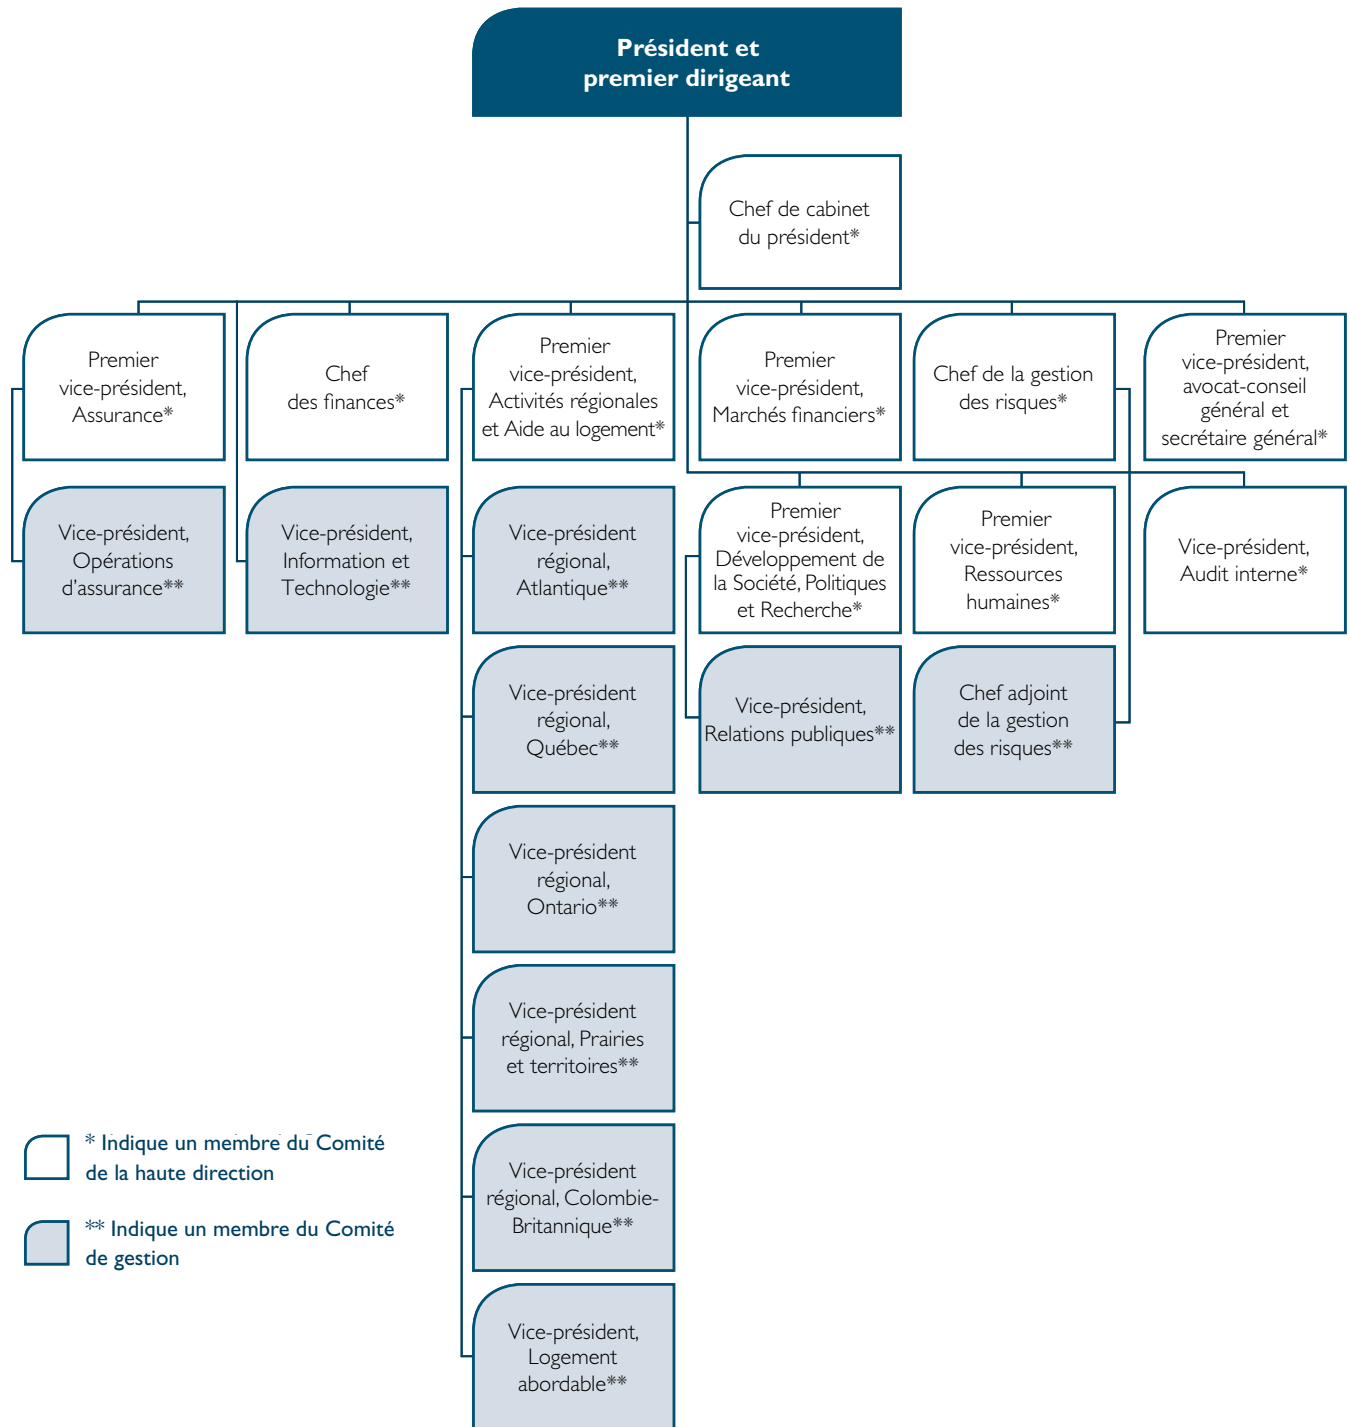 Président et
premier dirigeant
Chef de cabinet
du président*
Premier
vice-président,
Assurance*
Chef
des finances*
Premier
vice-président,
Activités régionales
et Aide au logement*
Premier
vice-président,
Marchés financiers*
Chef de la gestion
des risques*
Premier
vice-président,
avocat-conseil
général et
secrétaire général*
Vice-président,
Opérations
d'assurance**
Vice-président,
Information et
Technologie**
Vice-président
régional,
Atlantique**
Premier
vice-président,
Développement de
la Société, Politiques
et Recherche*
Premier
vice-président,
Ressources
humaines*
Vice-président,
Audit interne*
Vice-président
régional,
Québec**
Vice-président,
Relations publiques**
Chef adjoint
de la gestion
des risques**
Vice-président
régional,
Ontario**
Vice-président
régional, Prairies
et territoires**
Vice-président
régional, Colombie-
Britannique**
Vice-président,
Logement
abordable**
* Indique un membre du Comité
de la haute direction
** Indique un membre du Comité
de gestion